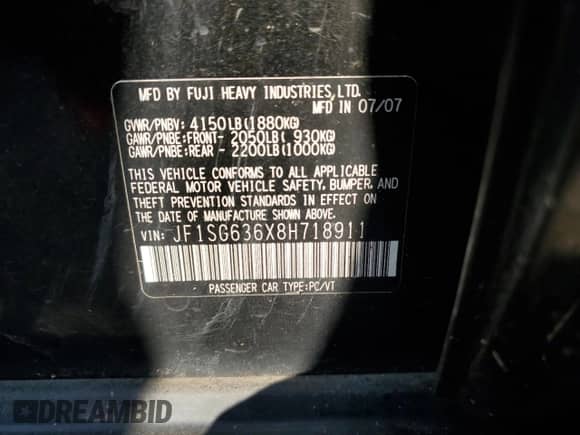 MFD BY FUJI HEAVY INDUSTRIES,LTD.
MFD IN 07/07
GVWR/PNBV: 4150LB(1880KG)
GAWR/PNBE:FRONT- 2050LB( 930KG)
GAWR/PNBE:REAR - 2200LB(1000KG)
THIS VEHICLE CONFORMS TO ALL APPLICABLE
FEDERAL MOTOR VEHICLE SAFETY, BUMPER, AND
THEFT PREVENTION STANDARDS IN EFFECT ON
THE DATE OF MANUFACTURE SHOWN ABOVE.
VIN: JF1SG636X8H718911
PASSENGER CAR TYPE:PC/VT
DREAMBID